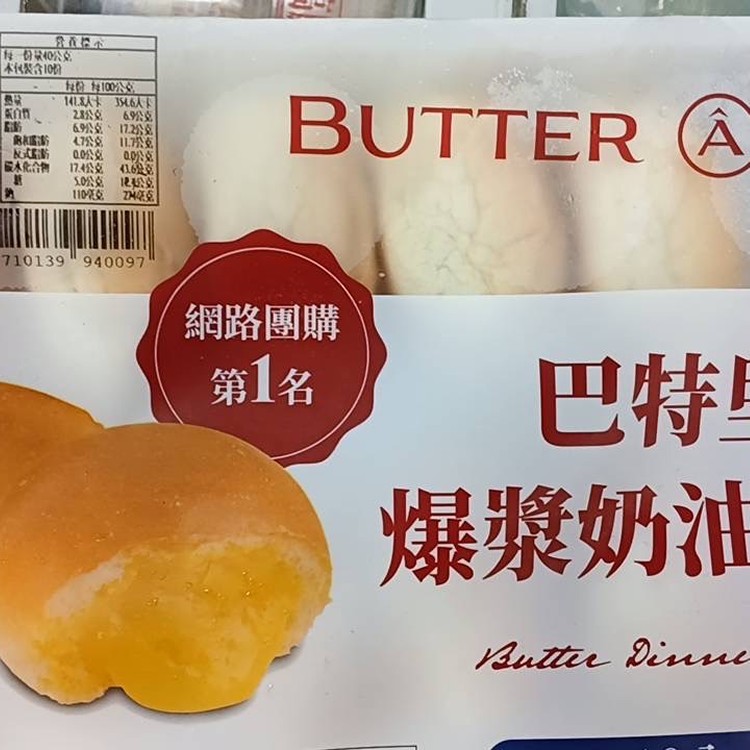 營養標示
每一份量40公克
本包裝含10份
每份 每100公克
熱量 141.8大卡 354.6大卡
蛋白質 2.8公克 6.9公克
脂肪 6.9公克 17.2公克
飽和脂肪 4.7公克 11.7公克
反式脂肪 0.0公克 0.0公克
碳水化合物 17.4公克 43.6公克
糖 5.0公克
鈉 110毫克 274毫克
710139 940097
BUTTER Â
網路團購
第1名
巴特
爆漿奶油
Butter Dinne